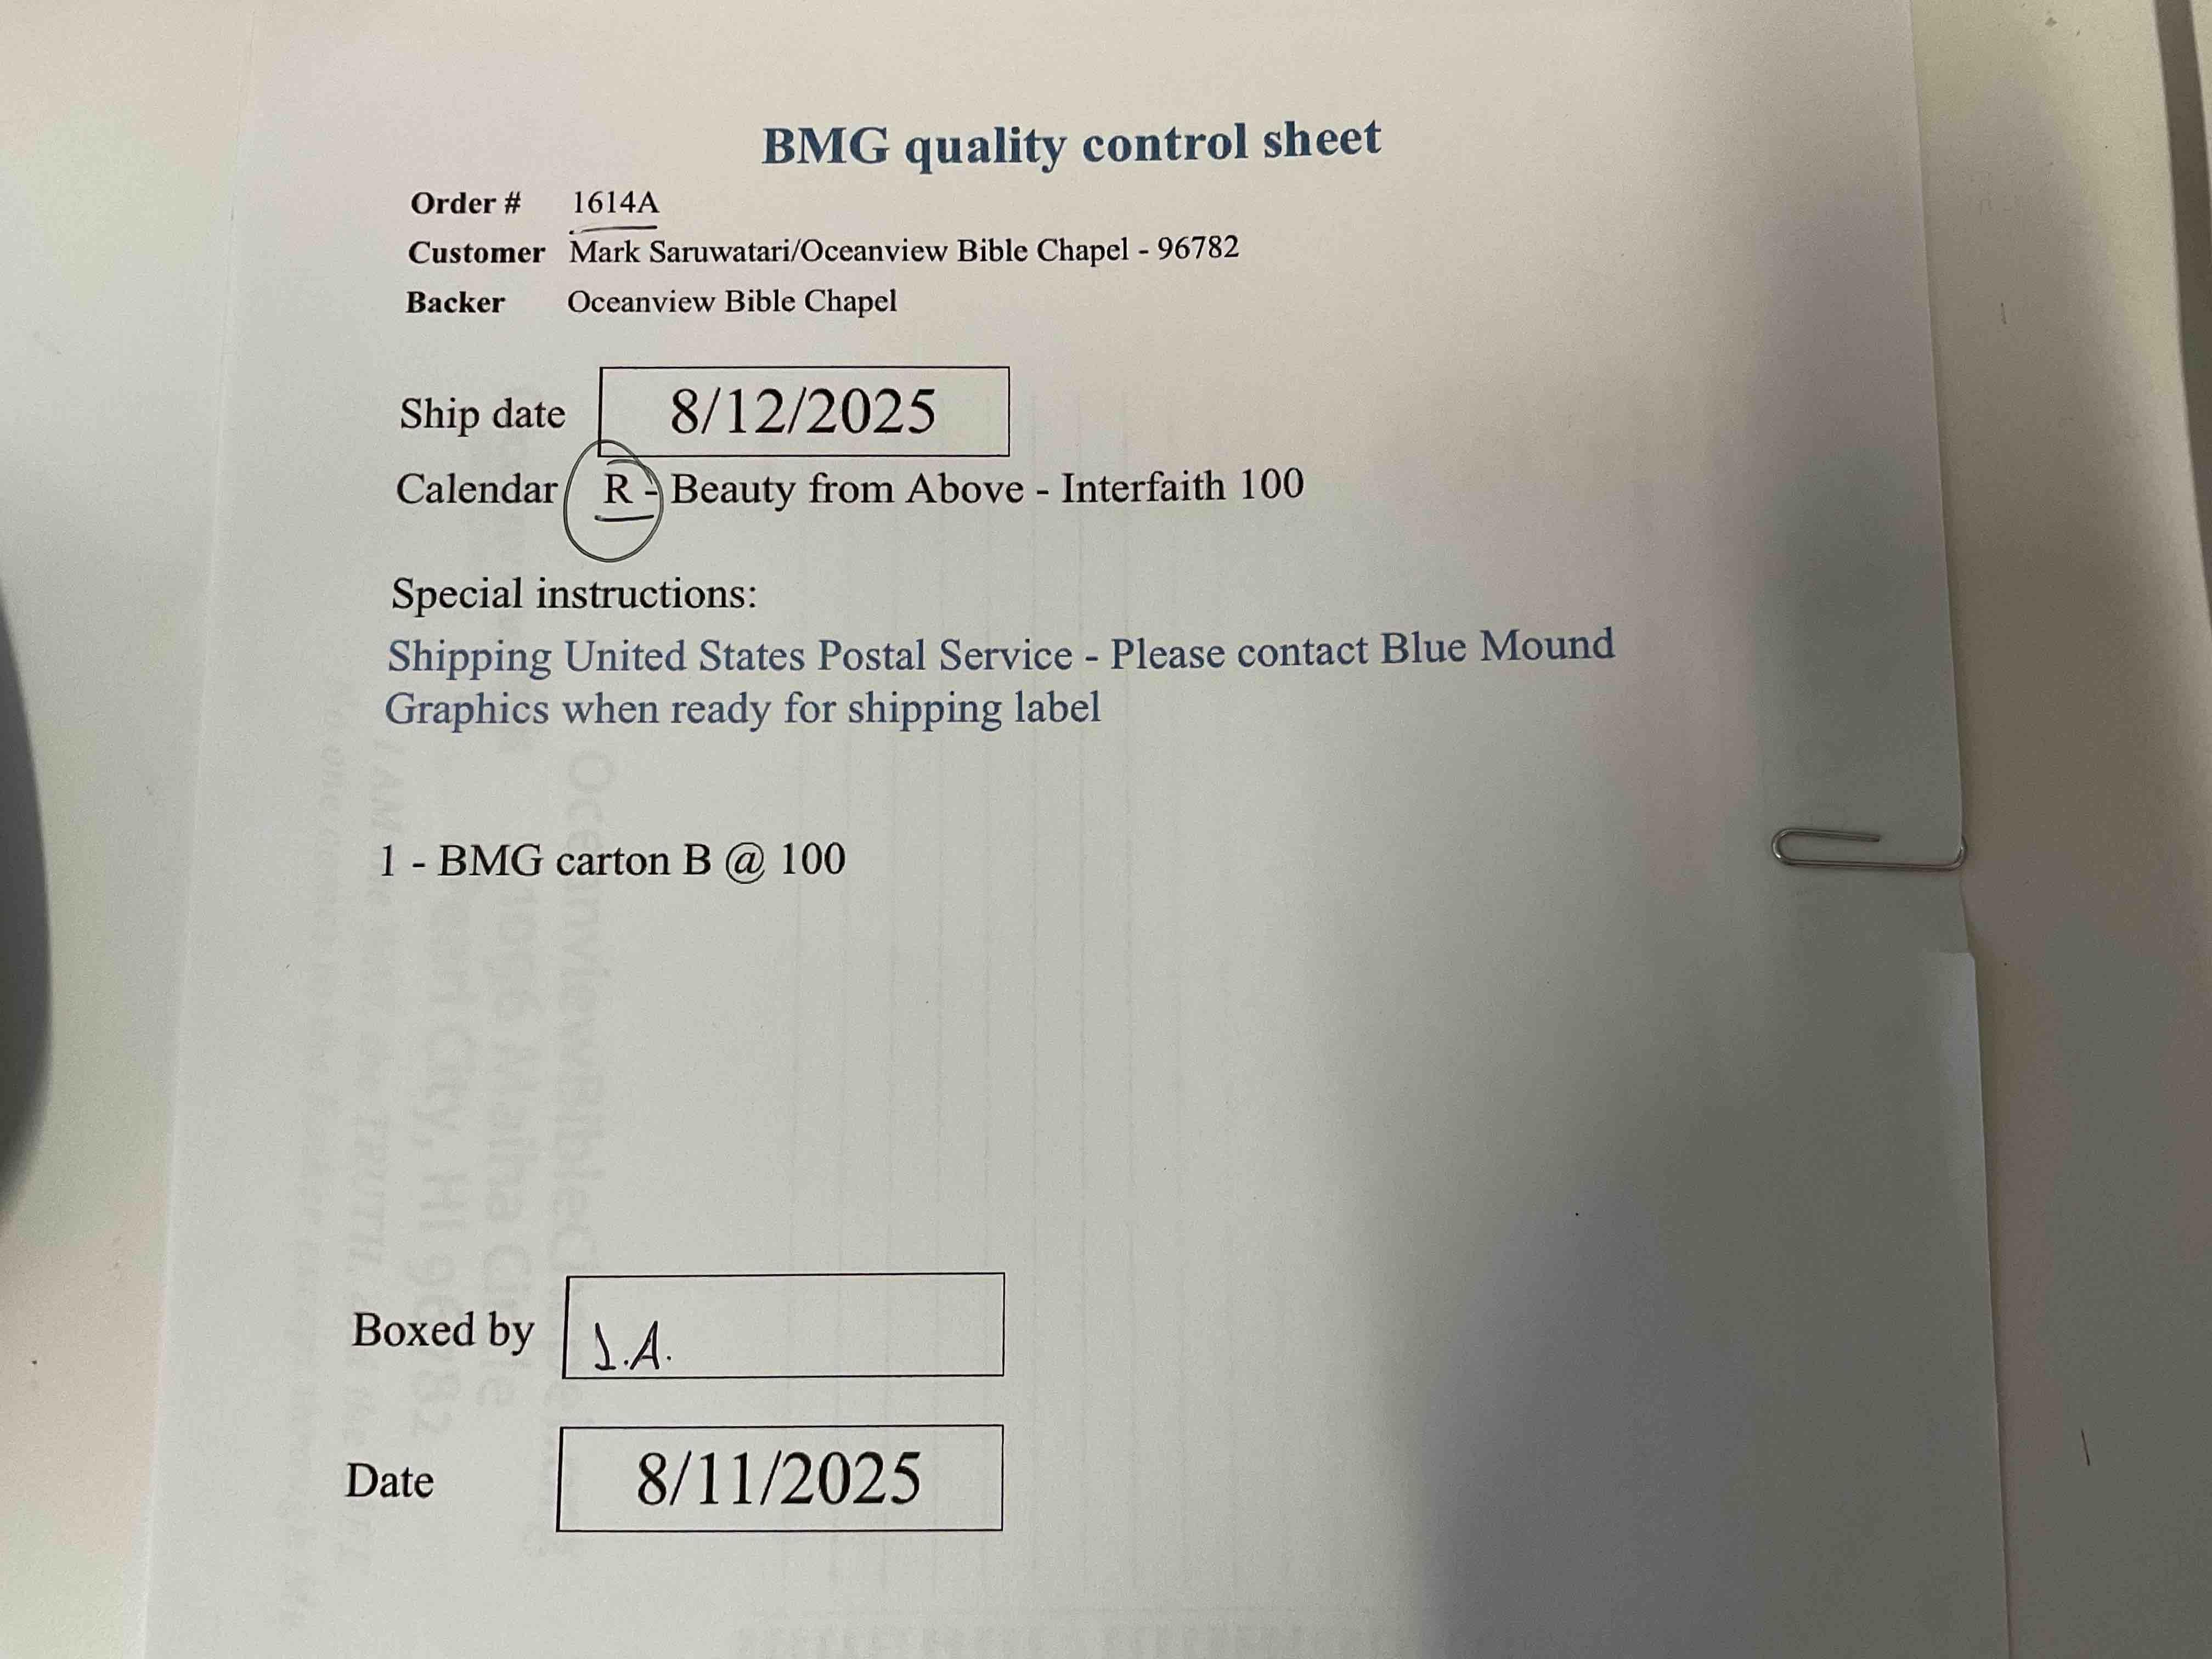 BMG quality control sheet
Order # 1614A
Customer Mark Saruwatari/Oceanview Bible Chapel - 96782
Backer Oceanview Bible Chapel
Ship date 8/12/2025
Calendar R - Beauty from Above - Interfaith 100
Special instructions:
Shipping United States Postal Service - Please contact Blue Mound
Graphics when ready for shipping label
1 - BMG carton B @ 100
Boxed by J.A.
Date 8/11/2025